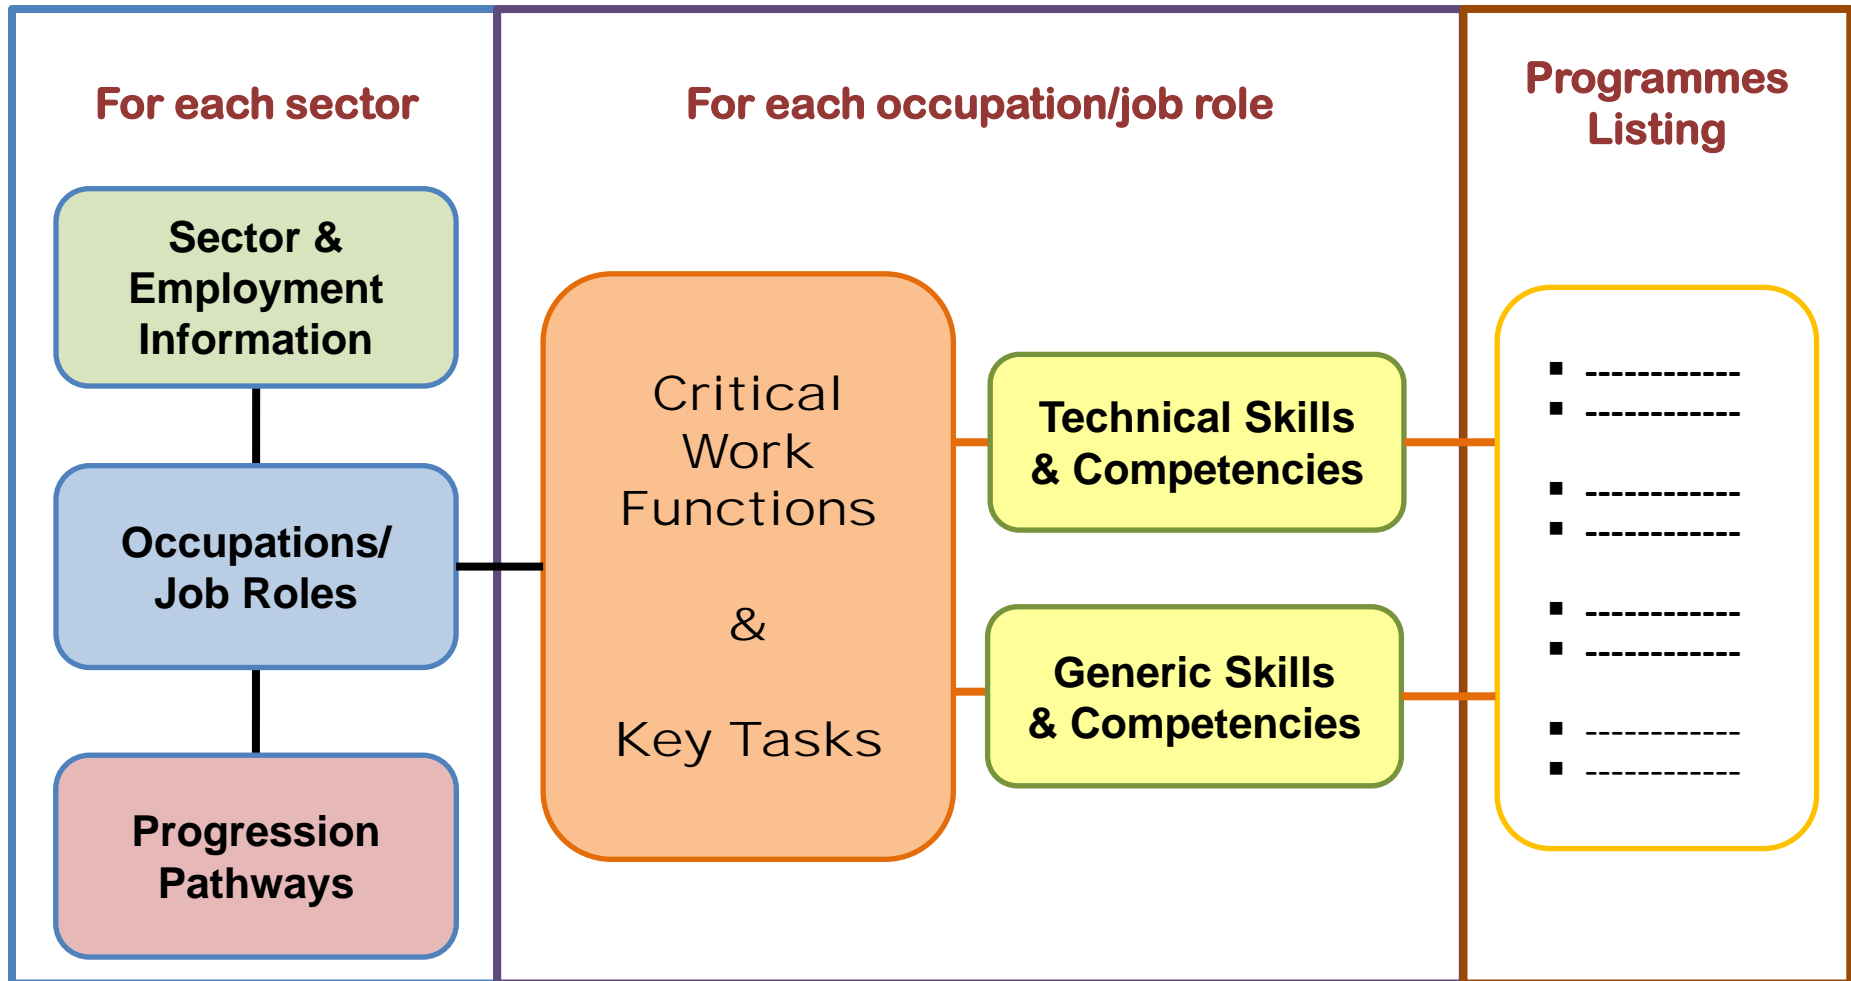 For each sector
Sector &
Employment
Information
Occupations/
Job Roles
Progression
Pathways
For each occupation/job role
Critical
Work
Functions
&
Key Tasks
Technical Skills
& Competencies
Generic Skills
& Competencies
Programmes
Listing
▪ ------------
▪ ------------
▪ ------------
▪ ------------
▪ ------------
▪ ------------
▪ ------------
▪ ------------